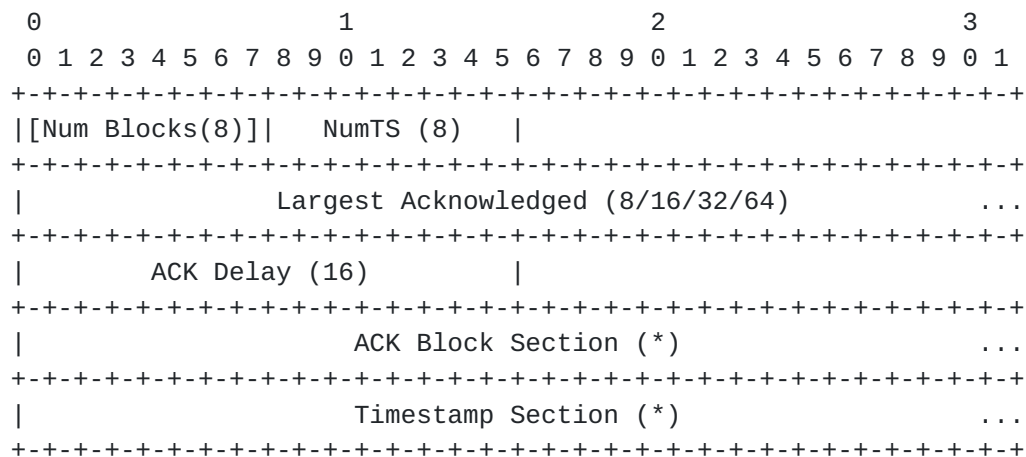 0                   1                   2                   3
 0 1 2 3 4 5 6 7 8 9 0 1 2 3 4 5 6 7 8 9 0 1 2 3 4 5 6 7 8 9 0 1
+-+-+-+-+-+-+-+-+-+-+-+-+-+-+-+-+-+-+-+-+-+-+-+-+-+-+-+-+-+-+-+-+
|[Num Blocks(8)]|   NumTS (8)   |
+-+-+-+-+-+-+-+-+-+-+-+-+-+-+-+-+-+-+-+-+-+-+-+-+-+-+-+-+-+-+-+-+
|                Largest Acknowledged (8/16/32/64)            ...
+-+-+-+-+-+-+-+-+-+-+-+-+-+-+-+-+-+-+-+-+-+-+-+-+-+-+-+-+-+-+-+-+
|        ACK Delay (16)         |
+-+-+-+-+-+-+-+-+-+-+-+-+-+-+-+-+-+-+-+-+-+-+-+-+-+-+-+-+-+-+-+-+
|                     ACK Block Section (*)                   ...
+-+-+-+-+-+-+-+-+-+-+-+-+-+-+-+-+-+-+-+-+-+-+-+-+-+-+-+-+-+-+-+-+
|                     Timestamp Section (*)                   ...
+-+-+-+-+-+-+-+-+-+-+-+-+-+-+-+-+-+-+-+-+-+-+-+-+-+-+-+-+-+-+-+-+